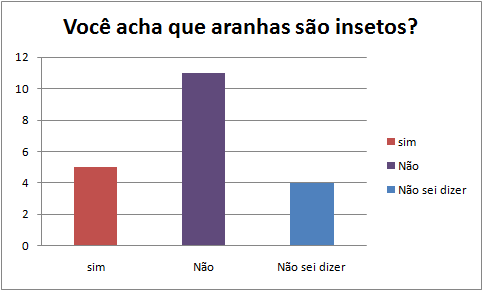 Você acha que aranhas são insetos?
12
10
8
6
4
2
0
sim
Não
Não sei dizer
sim
Não
Não sei dizer